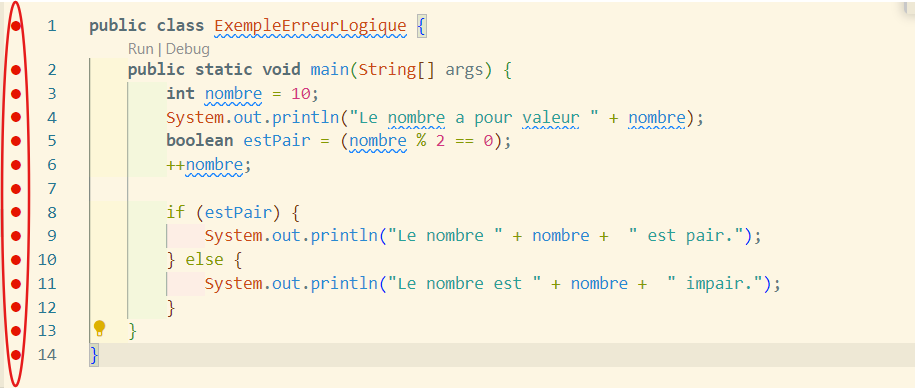 1 public class ExempleErreurLogique {
Run | Debug
2 public static void main(String[] args) {
3 int nombre = 10;
4 System.out.println("Le nombre a pour valeur " + nombre);
5 boolean estPair = (nombre % 2 == 0);
6 ++nombre;
7
8 if (estPair) {
9 System.out.println("Le nombre " + nombre +  " est pair.");
10 } else {
11 System.out.println("Le nombre est " + nombre +  " impair.");
12 }
13 }
14 }